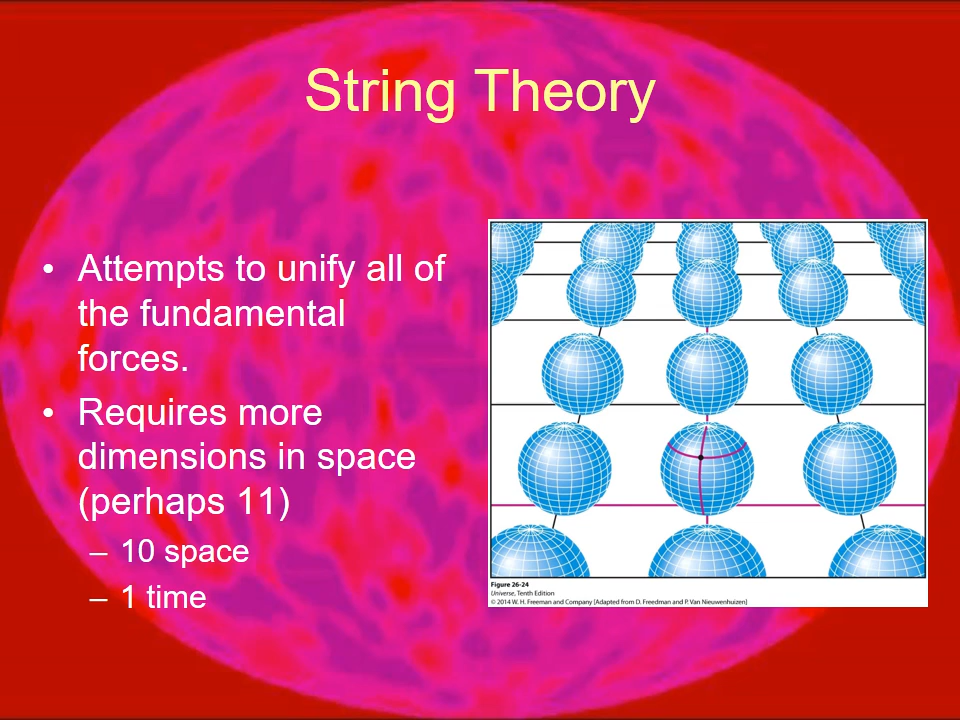 String Theory
• Attempts to unify all of
the fundamental
forces.
• Requires more
dimensions in space
(perhaps 11)
– 10 space
– 1 time
Figure 26-24
Universe, Tenth Edition
© 2014 W. H. Freeman and Company [Adapted from D. Freedman and P. Van Nieuwenhuizen]